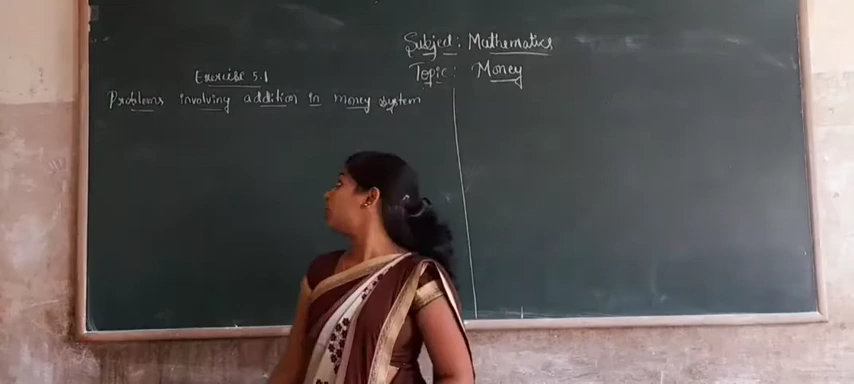 Subject: Mathematics
Topic: Money
Exercise 5.1
Problems involving addition in money system